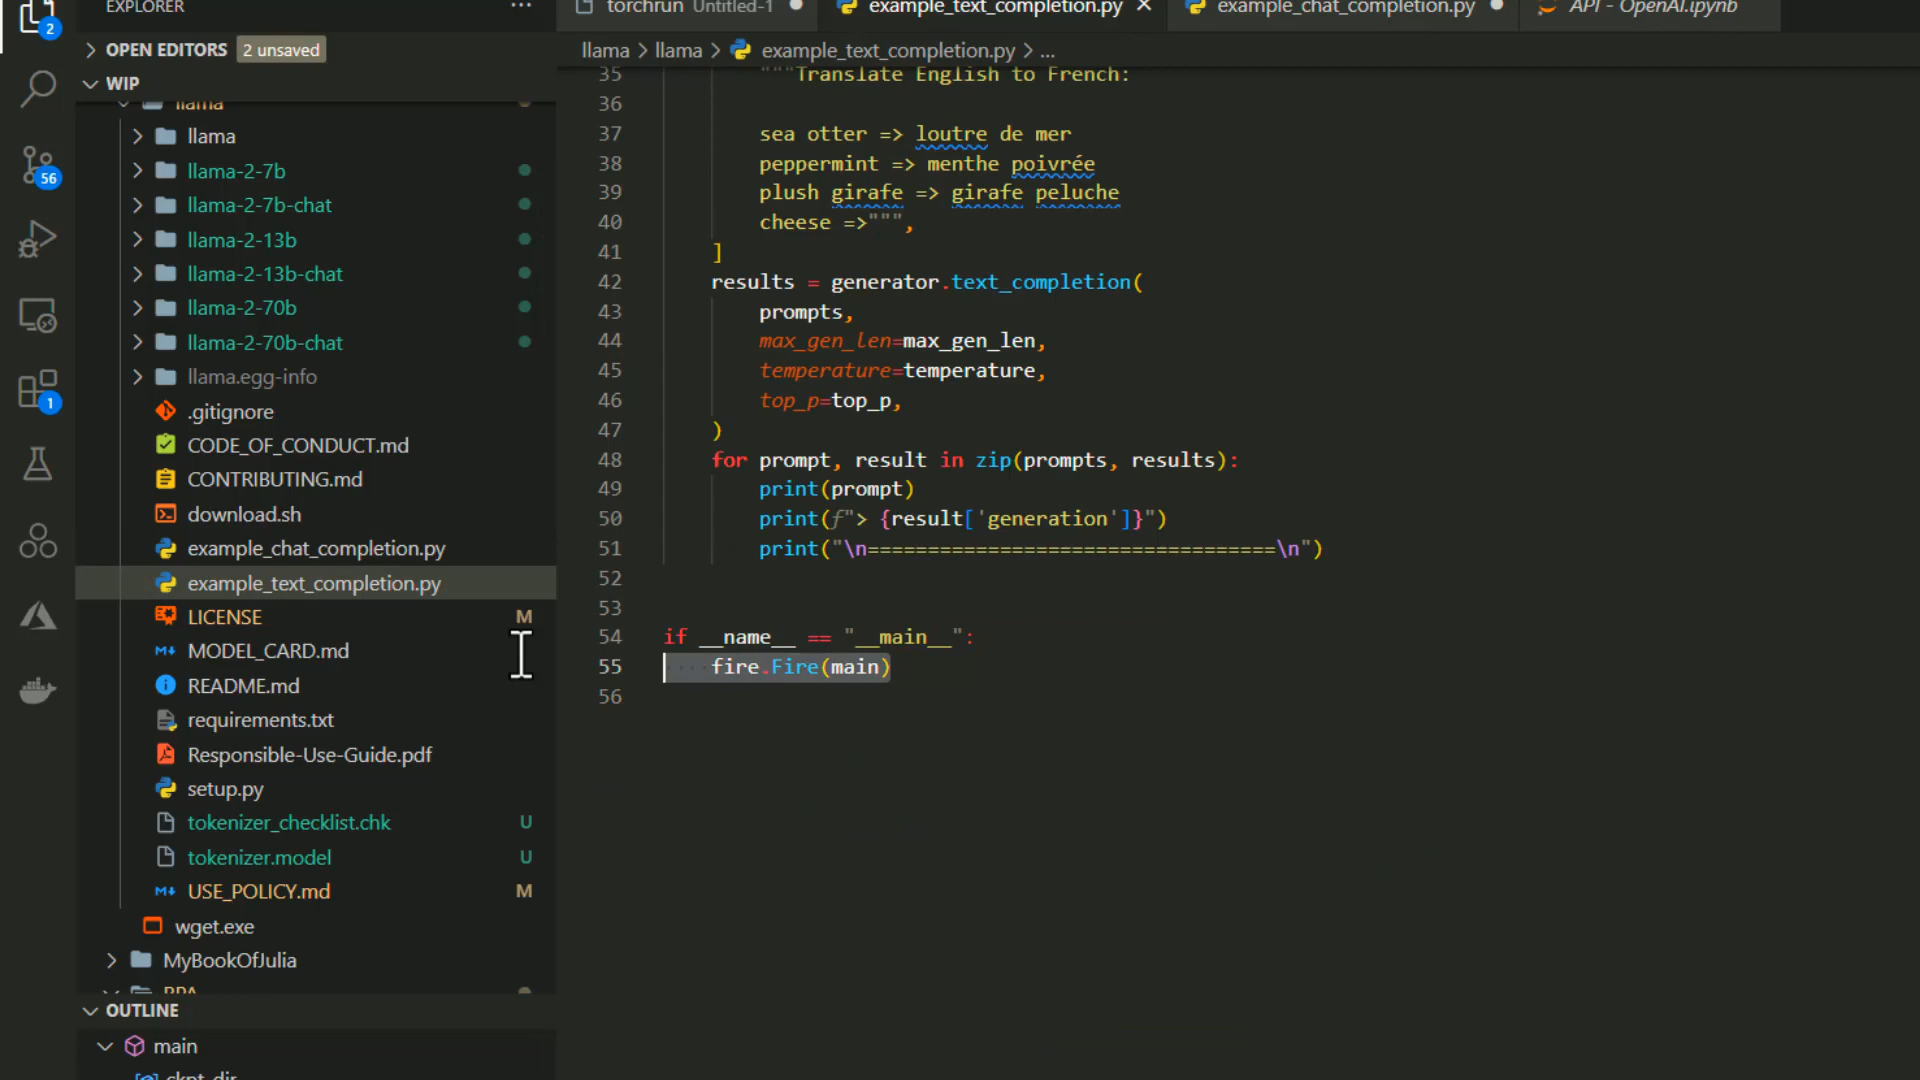 EXPLORER
...
torchrun Untitled-1
example_text_completion.py
example_chat_completion.py
API - OpenAI.ipynb
2
OPEN EDITORS 2 unsaved
llama > llama > example_text_completion.py > ...
WIP
llama
llama
llama-2-7b
llama-2-7b-chat
llama-2-13b
llama-2-13b-chat
llama-2-70b
llama-2-70b-chat
llama.egg-info
.gitignore
CODE_OF_CONDUCT.md
CONTRIBUTING.md
download.sh
example_chat_completion.py
example_text_completion.py
LICENSE M
MODEL_CARD.md
README.md
requirements.txt
Responsible-Use-Guide.pdf
setup.py
tokenizer_checklist.chk U
tokenizer.model U
USE_POLICY.md M
wget.exe
MyBookOfJulia
RPA
OUTLINE
main
ckpt_dir
56
1
35 """Translate English to French:
36
37 sea otter => loutre de mer
38 peppermint => menthe poivrée
39 plush girafe => girafe peluche
40 cheese =>""",
41 ]
42 results = generator.text_completion(
43 prompts,
44 max_gen_len=max_gen_len,
45 temperature=temperature,
46 top_p=top_p,
47 )
48 for prompt, result in zip(prompts, results):
49 print(prompt)
50 print(f"> {result['generation']}")
51 print("\n==================================\n")
52
53
54 if __name__ == "__main__":
55 fire.Fire(main)
56